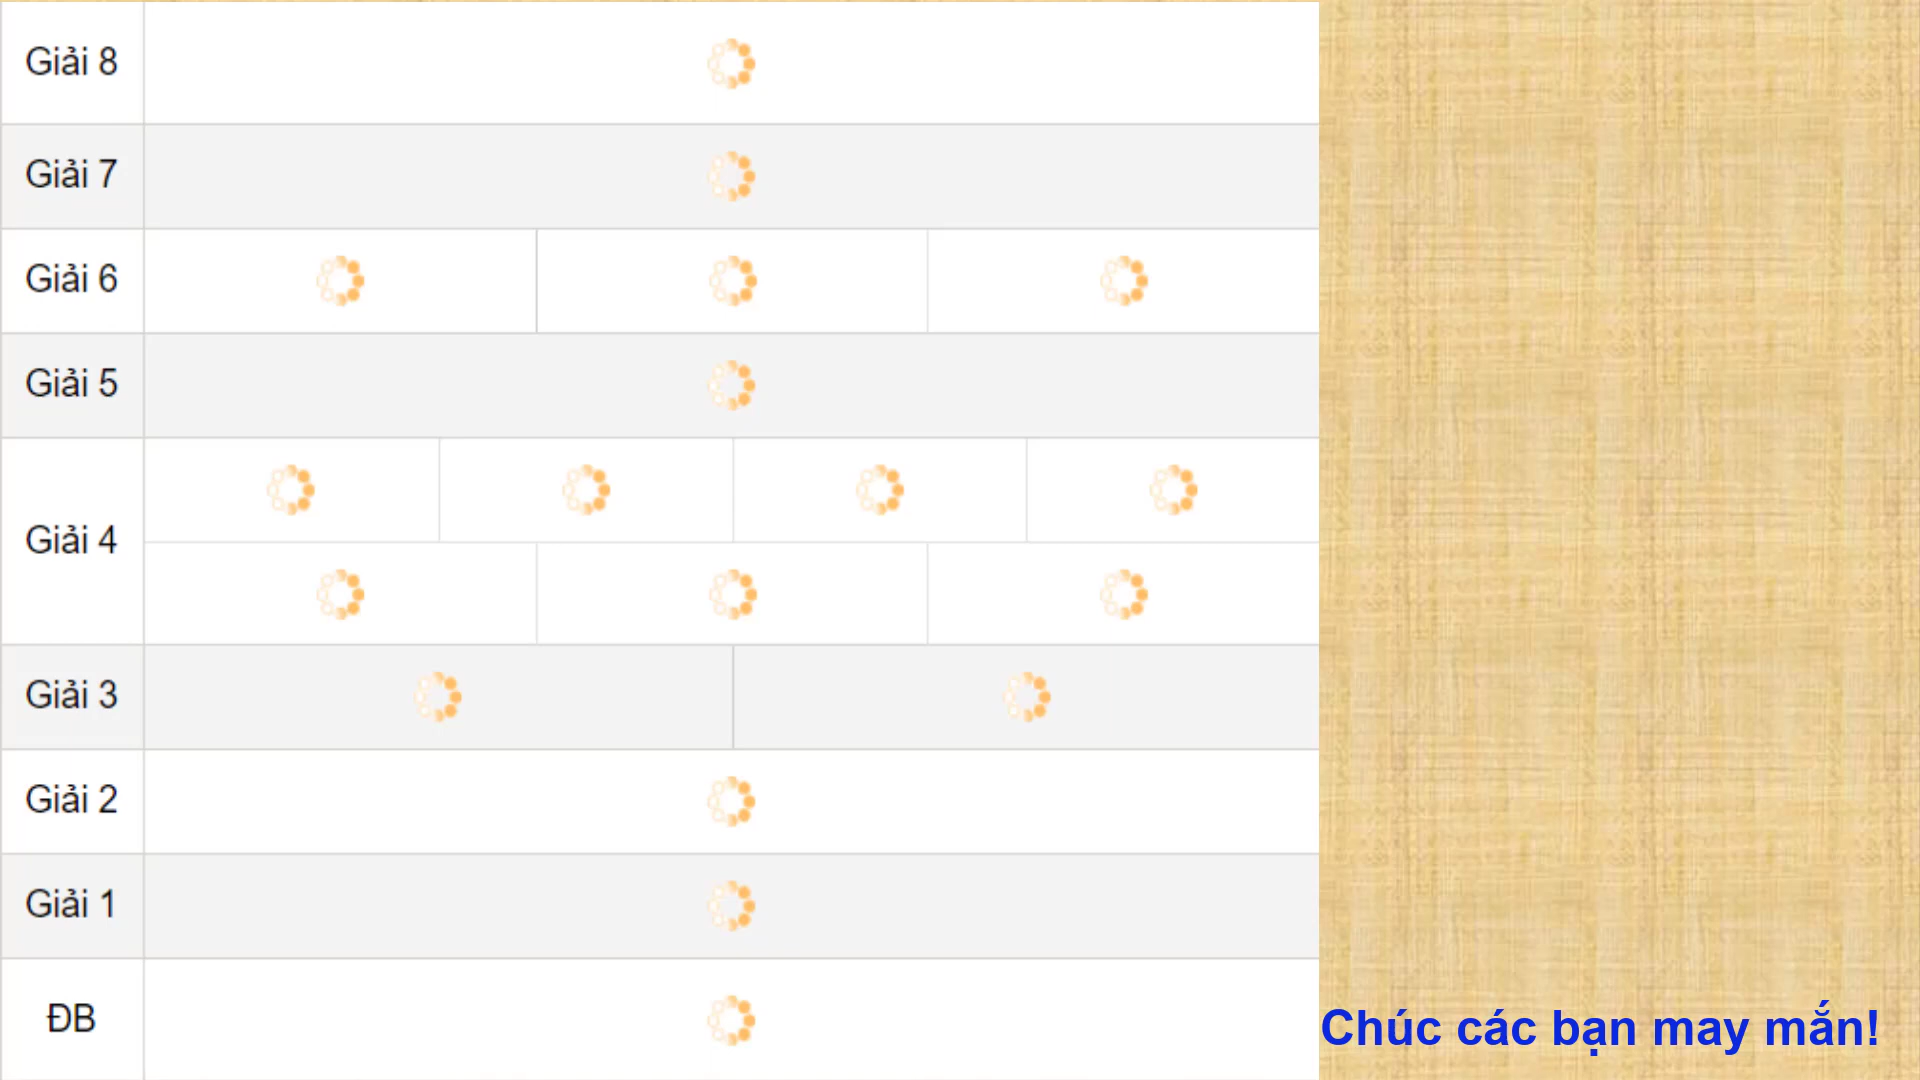 Giải 8
Giải 7
Giải 6
Giải 5
Giải 4
Giải 3
Giải 2
Giải 1
ĐB
Chúc các bạn may mắn!